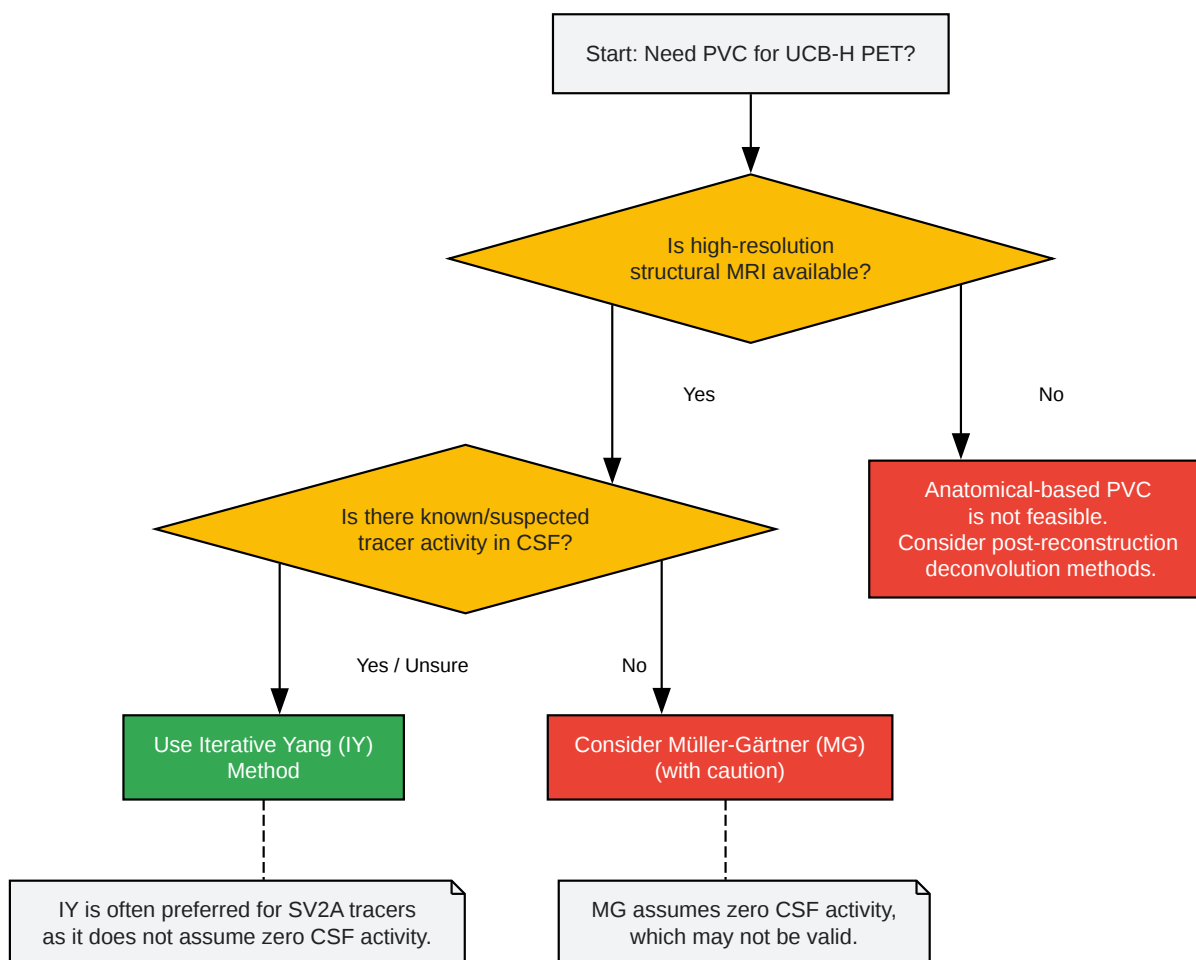 Start: Need PVC for UCB-H PET?
Is high-resolution
structural MRI available?
Yes
No
Anatomical-based PVC
is not feasible.
Consider post-reconstruction
deconvolution methods.
Is there known/suspected
tracer activity in CSF?
Yes / Unsure
No
Use Iterative Yang (IY)
Method
Consider Müller-Gärtner (MG)
(with caution)
IY is often preferred for SV2A tracers
as it does not assume zero CSF activity.
MG assumes zero CSF activity,
which may not be valid.